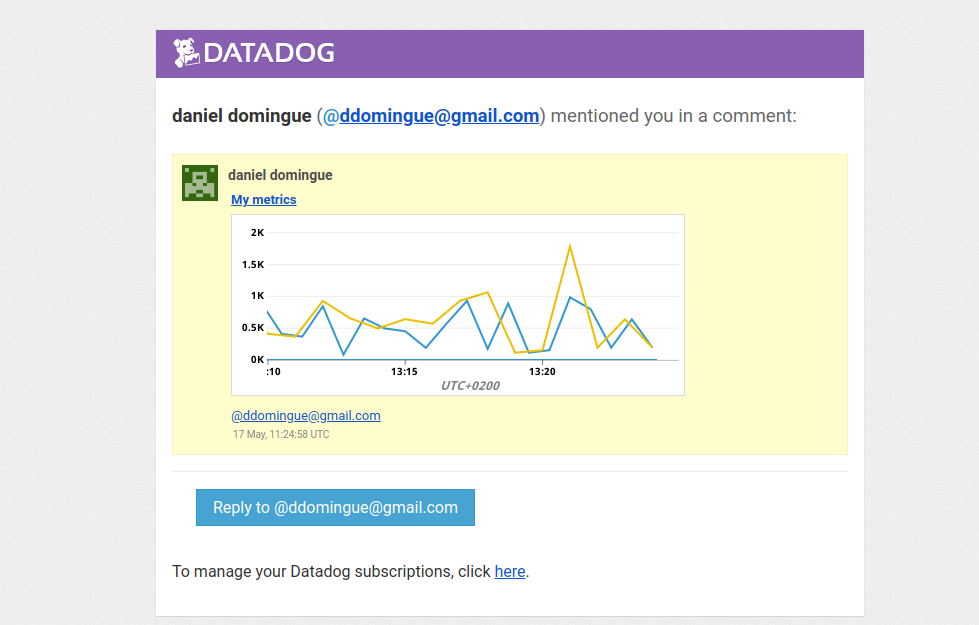 DATADOG
daniel domingue (@ddomingue@gmail.com) mentioned you in a comment:
daniel domingue
My metrics
2K
1.5K
1K
0.5K
0K
:10 13:15 13:20
UTC+0200
@ddomingue@gmail.com
17 May, 11:24:58 UTC
Reply to @ddomingue@gmail.com
To manage your Datadog subscriptions, click here.